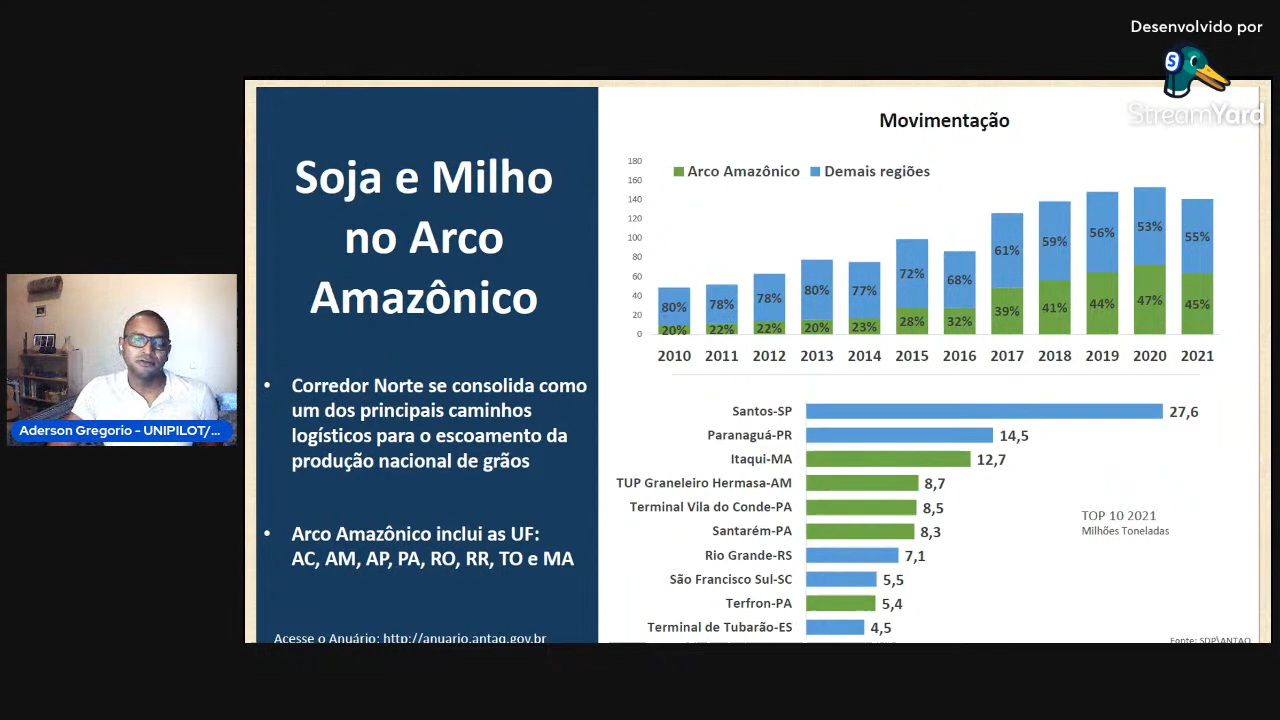 Desenvolvido por
StreamYard
Soja e Milho
no Arco
Amazônico
• Corredor Norte se consolida como
um dos principais caminhos
logísticos para o escoamento da
produção nacional de grãos
• Arco Amazônico inclui as UF:
AC, AM, AP, PA, RO, RR, TO e MA
Acesse o Anuário: http://anuario.antaq.gov.br
Aderson Gregorio - UNIPILOT/...
Movimentação
Arco Amazônico Demais regiões
180
160
140
120
100
80
60
40
20
0
80% 78% 78% 80% 77% 72% 68% 61% 59% 56% 53% 55%
20% 22% 22% 20% 23% 28% 32% 39% 41% 44% 47% 45%
2010 2011 2012 2013 2014 2015 2016 2017 2018 2019 2020 2021
Santos-SP 27,6
Paranaguá-PR 14,5
Itaqui-MA 12,7
TUP Graneleiro Hermasa-AM 8,7
Terminal Vila do Conde-PA 8,5
Santarém-PA 8,3
Rio Grande-RS 7,1
São Francisco Sul-SC 5,5
Terfron-PA 5,4
Terminal de Tubarão-ES 4,5
TOP 10 2021
Milhões Toneladas
Fonte: SDP\ANTAQ